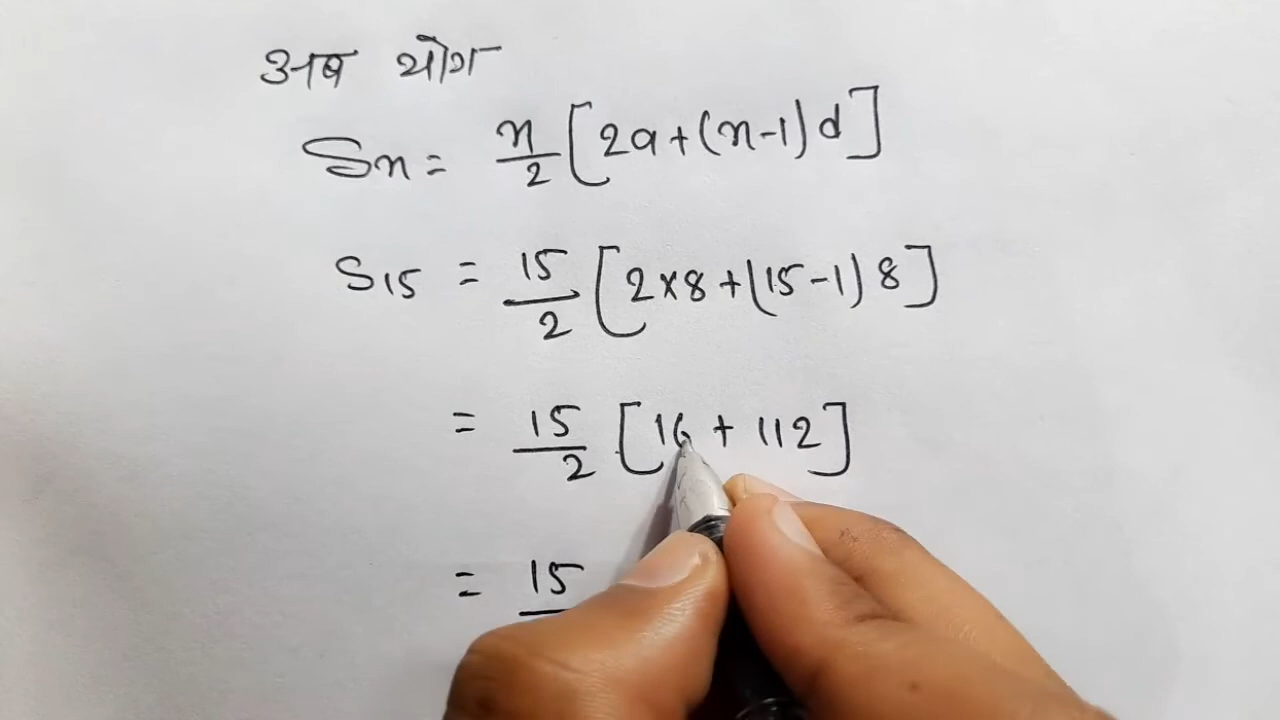 अब योग
Sn = n/2 [2a+(n-1)d]
S15 = 15/2 [2×8+(15-1)8]
= 15/2 [16 + 112]
= 15